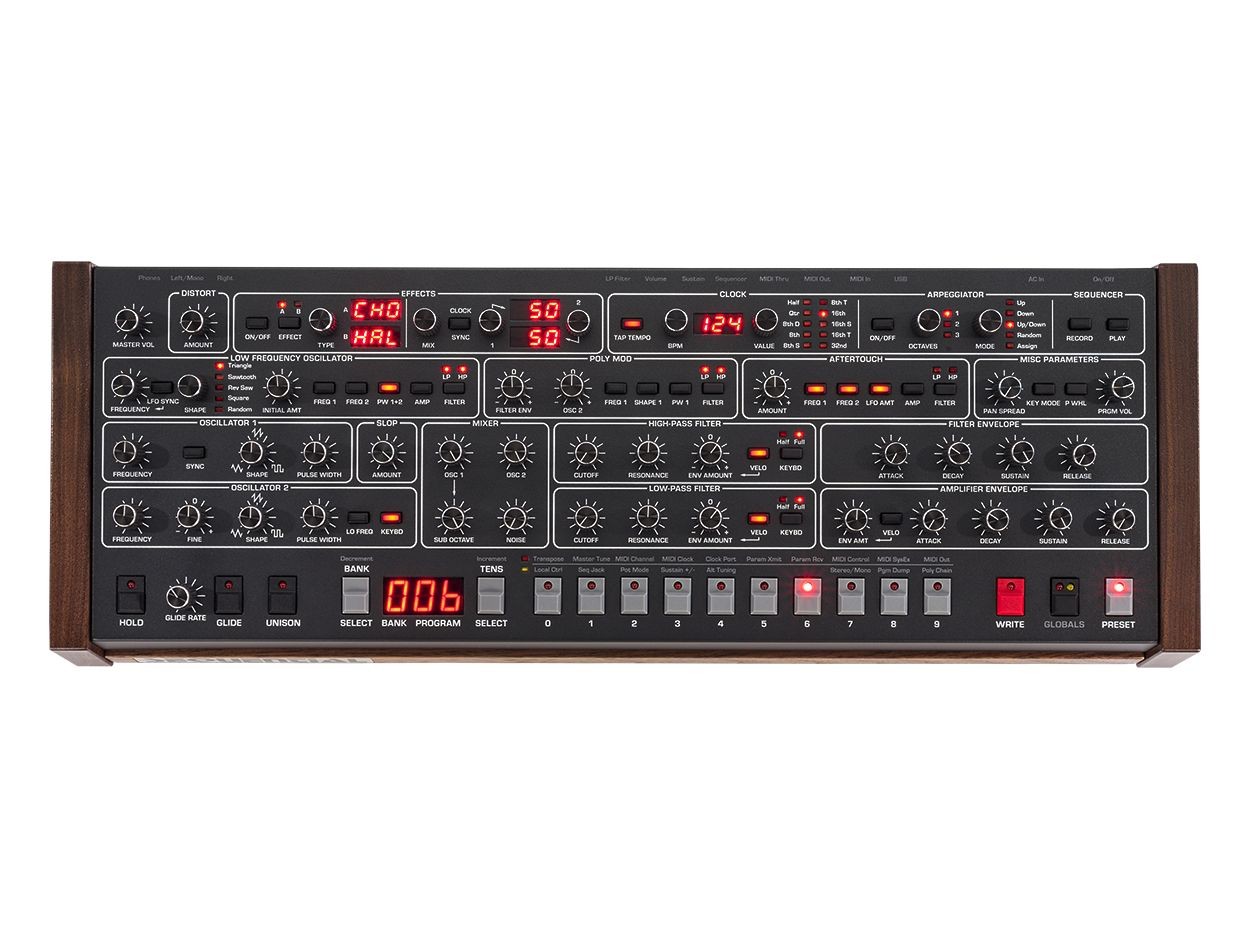 Phones Left/Mono Right LP Filter Volume Sustain Sequencer MIDI Thru MIDI Out MIDI In USB AC In On/Off
DISTORT EFFECTS CLOCK ARPEGGIATOR SEQUENCER
MASTER VOL AMOUNT
ON/OFF A B EFFECT TYPE A CHO B HAL MIX CLOCK SYNC 1 50 50 2
TAP TEMPO BPM 124 VALUE
Half 8th T
Qtr 16th
8th D 16th S
8th 16th T
8th S 32nd
ON/OFF OCTAVES 1 2 3 MODE
Up
Down
Up/Down
Random
Assign
RECORD PLAY
LOW FREQUENCY OSCILLATOR POLY MOD AFTERTOUCH MISC PARAMETERS
FREQUENCY LFO SYNC SHAPE
Triangle
Sawtooth
Rev Saw
Square
Random
INITIAL AMT FREQ 1 FREQ 2 PW 1+2 AMP LP HP FILTER
0 - + FILTER ENV 0 - + OSC 2 FREQ 1 SHAPE 1 PW 1 LP HP FILTER
0 - + AMOUNT FREQ 1 FREQ 2 LFO AMT AMP LP HP FILTER
PAN SPREAD KEY MODE P WHL PRGM VOL
OSCILLATOR 1 SLOP MIXER HIGH-PASS FILTER FILTER ENVELOPE
FREQUENCY SYNC SHAPE PULSE WIDTH AMOUNT OSC 1 OSC 2
CUTOFF RESONANCE 0 - + ENV AMOUNT VELO Half Full KEYBD
ATTACK DECAY SUSTAIN RELEASE
OSCILLATOR 2 LOW-PASS FILTER AMPLIFIER ENVELOPE
FREQUENCY 0 FINE SHAPE PULSE WIDTH LO FREQ KEYBD SUB OCTAVE NOISE
CUTOFF RESONANCE 0 - + ENV AMOUNT VELO Half Full KEYBD
ENV AMT VELO ATTACK DECAY SUSTAIN RELEASE
Decrement Increment Transpose Master Tune MIDI Channel MIDI Clock Clock Port Param Xmit Param Rcv MIDI Control MIDI SysEx MIDI Out
BANK TENS Local Ctrl Seq Jack Pot Mode Sustain +/- Alt Tuning Stereo/Mono Pgm Dump Poly Chain
006
HOLD GLIDE RATE GLIDE UNISON SELECT BANK PROGRAM SELECT 0 1 2 3 4 5 6 7 8 9 WRITE GLOBALS PRESET